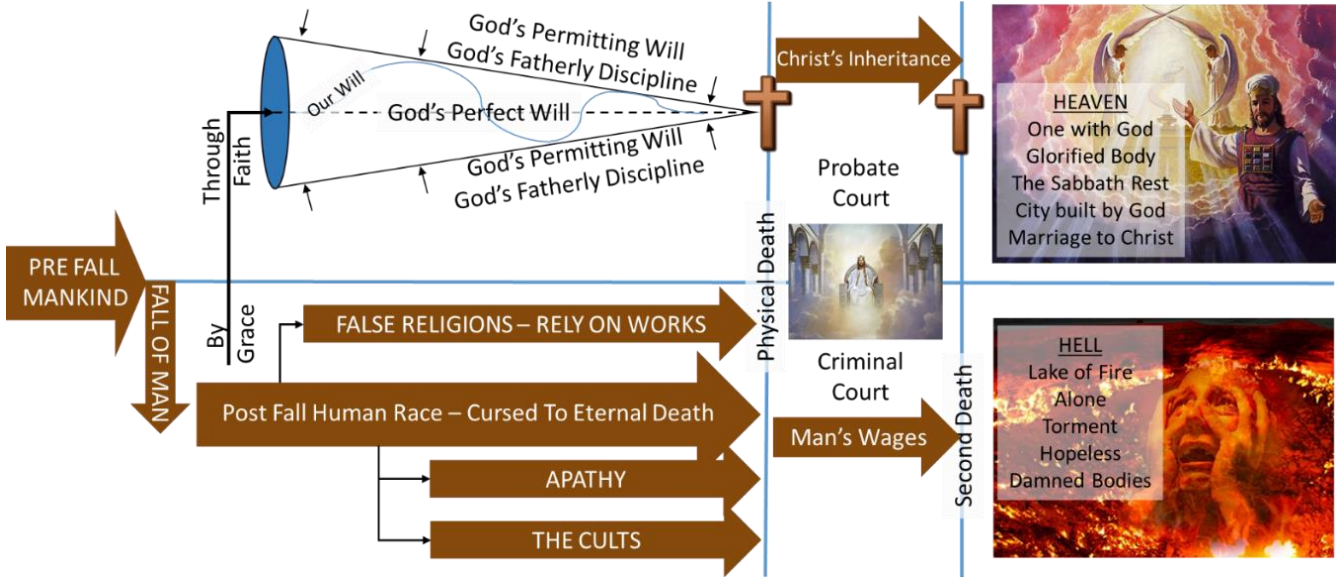 God's Permitting Will
God's Fatherly Discipline
Our Will
God's Perfect Will
God's Permitting Will
God's Fatherly Discipline
Through
Faith
By
Grace
PRE FALL
MANKIND
FALL OF MAN
FALSE RELIGIONS – RELY ON WORKS
Post Fall Human Race – Cursed To Eternal Death
APATHY
THE CULTS
Physical Death
Christ's Inheritance
Probate
Court
Criminal
Court
Man's Wages
Second Death
HEAVEN
One with God
Glorified Body
The Sabbath Rest
City built by God
Marriage to Christ
HELL
Lake of Fire
Alone
Torment
Hopeless
Damned Bodies